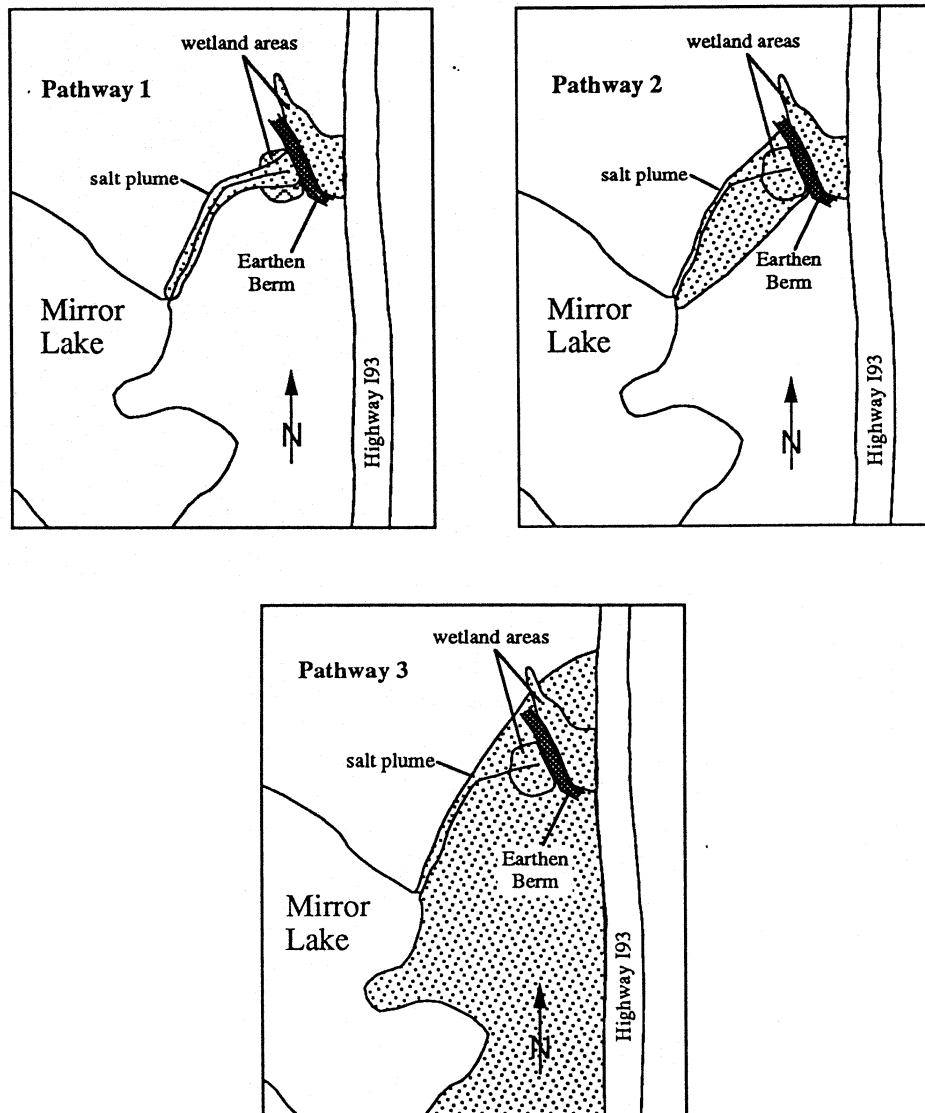 wetland areas
Pathway 1
salt plume
Earthen
Berm
Mirror
Lake
N
Highway I93
wetland areas
Pathway 2
salt plume
Earthen
Berm
Mirror
Lake
N
Highway I93
wetland areas
Pathway 3
salt plume
Earthen
Berm
Mirror
Lake
N
Highway I93